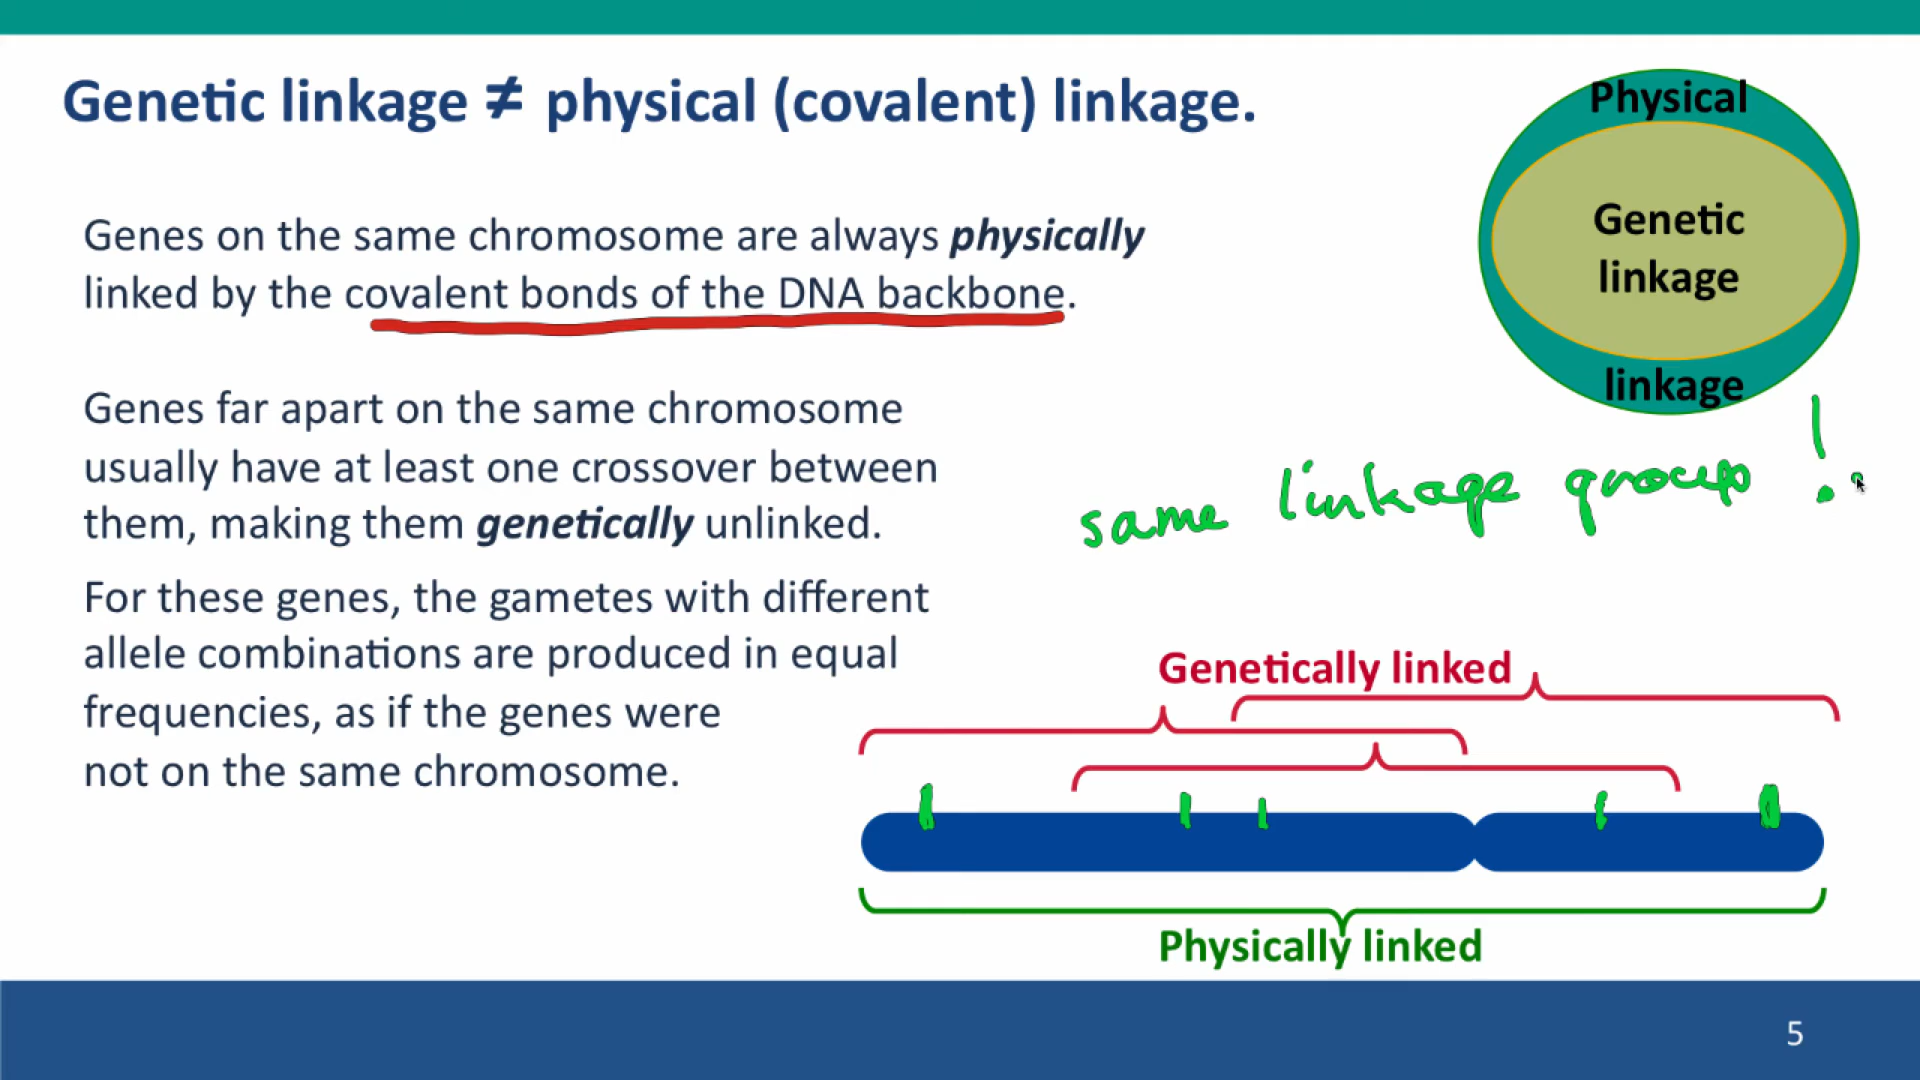 Genetic linkage ≠ physical (covalent) linkage.
Physical
Genetic
linkage
linkage
Genes on the same chromosome are always physically
linked by the covalent bonds of the DNA backbone.
Genes far apart on the same chromosome
usually have at least one crossover between
them, making them genetically unlinked.
same linkage group !
For these genes, the gametes with different
allele combinations are produced in equal
frequencies, as if the genes were
not on the same chromosome.
Genetically linked
Physically linked
5